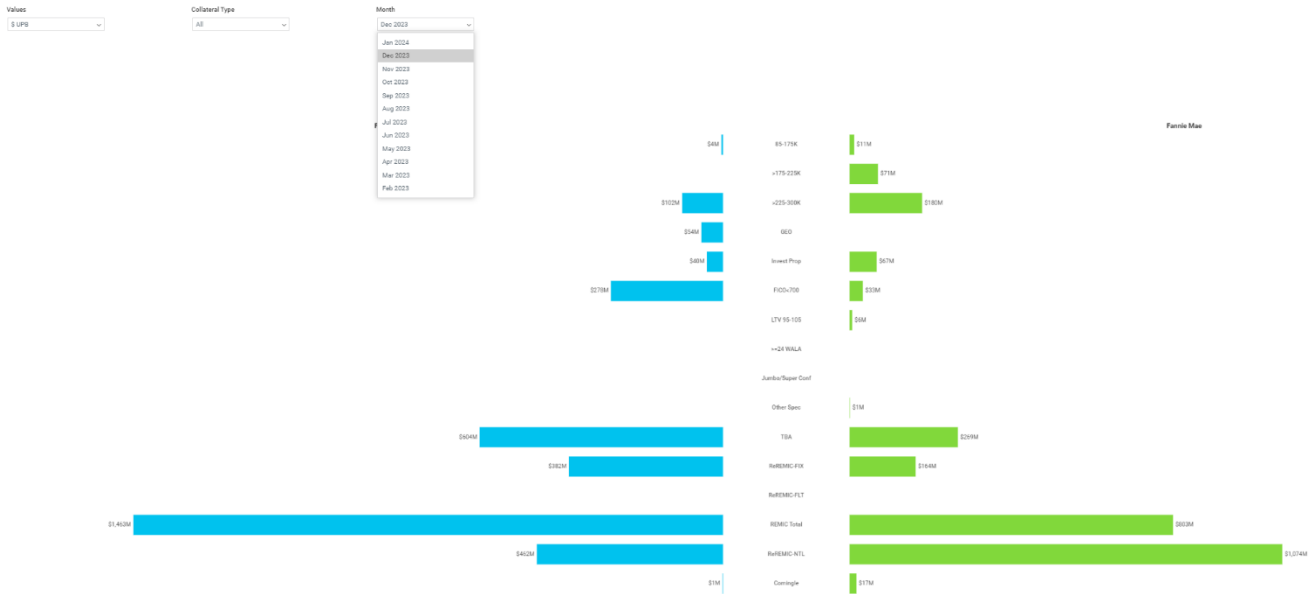 Values Collateral Type Month
$ UPB All Dec 2023
Jan 2024
Dec 2023
Nov 2023
Oct 2023
Sep 2023
Aug 2023
Jul 2023
Jun 2023
May 2023
Apr 2023
Mar 2023
Feb 2023
F Fannie Mae
$4M 85-175K $11M
>175-225K $71M
$102M >225-300K $180M
$54M GEO
$40M Invest Prop $67M
$278M FICO<700 $33M
LTV 95-105 $6M
>=24 WALA
Jumbo/Super Conf
Other Spec $1M
$604M TBA $269M
$382M ReREMIC-FIX $164M
ReREMIC-FLT
$1,463M REMIC Total $803M
$462M ReREMIC-NTL $1,074M
$1M Comingle $17M